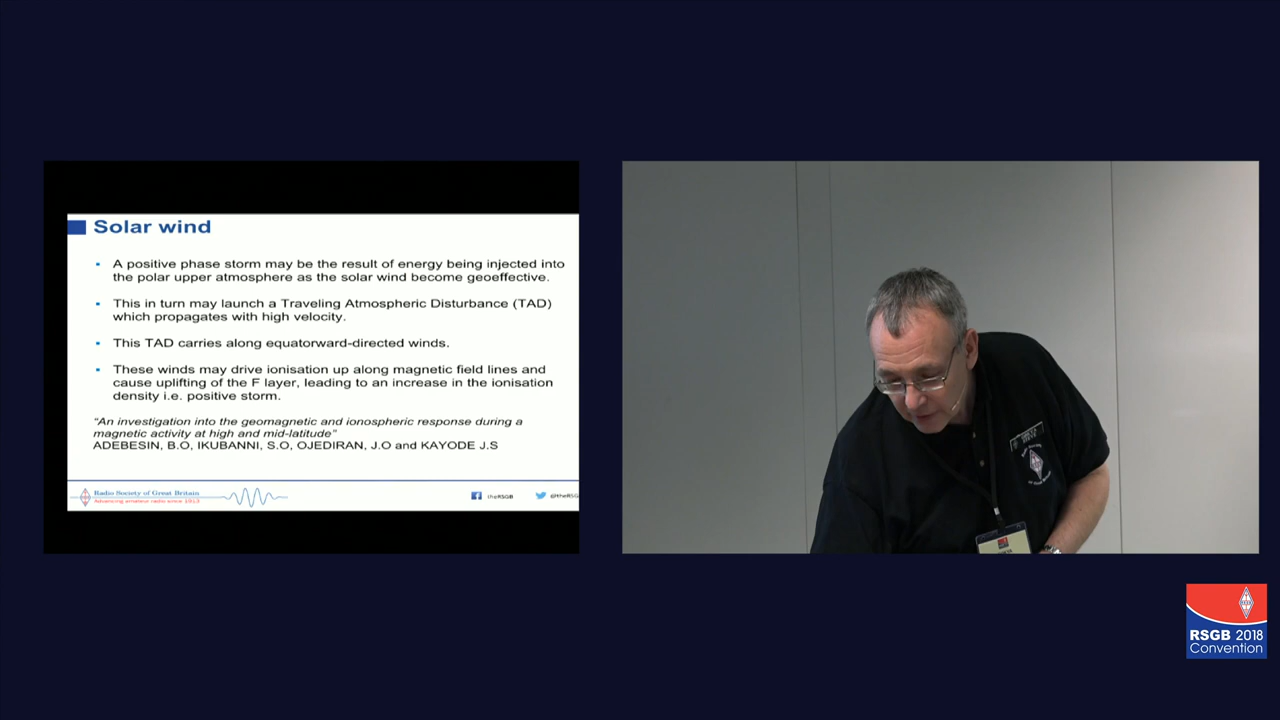 Solar wind
• A positive phase storm may be the result of energy being injected into
the polar upper atmosphere as the solar wind become geoeffective.
• This in turn may launch a Traveling Atmospheric Disturbance (TAD)
which propagates with high velocity.
• This TAD carries along equatorward-directed winds.
• These winds may drive ionisation up along magnetic field lines and
cause uplifting of the F layer, leading to an increase in the ionisation
density i.e. positive storm.
"An investigation into the geomagnetic and ionospheric response during a
magnetic activity at high and mid-latitude"
ADEBESIN, B.O, IKUBANNI, S.O, OJEDIRAN, J.O and KAYODE J.S
Radio Society of Great Britain
Advancing amateur radio since 1913
theRSGB
@theRSG
RSGB 2018
Convention